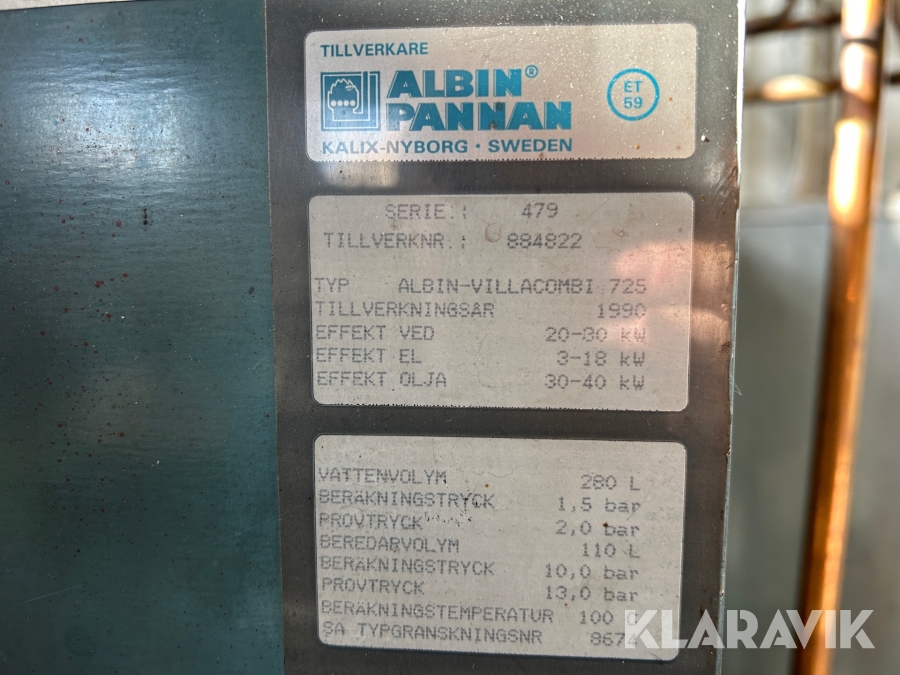 TILLVERKARE
ALBIN®
PANNAN
ET
59
KALIX-NYBORG · SWEDEN
SERIE.: 479
TILLVERKNR.: 884822
TYP ALBIN-VILLACOMBI 725
TILLVERKNINGSÅR 1990
EFFEKT VED 20-30 kW
EFFEKT EL 3-18 kW
EFFEKT OLJA 30-40 kW
VATTENVOLYM 280 L
BERÄKNINGSTRYCK 1,5 bar
PROVTRYCK 2,0 bar
BEREDARVOLYM 110 L
BERÄKNINGSTRYCK 10,0 bar
PROVTRYCK 13,0 bar
BERÄKNINGSTEMPERATUR 100 C
SA TYPGRANSKNINGSNR
KLARAVIK